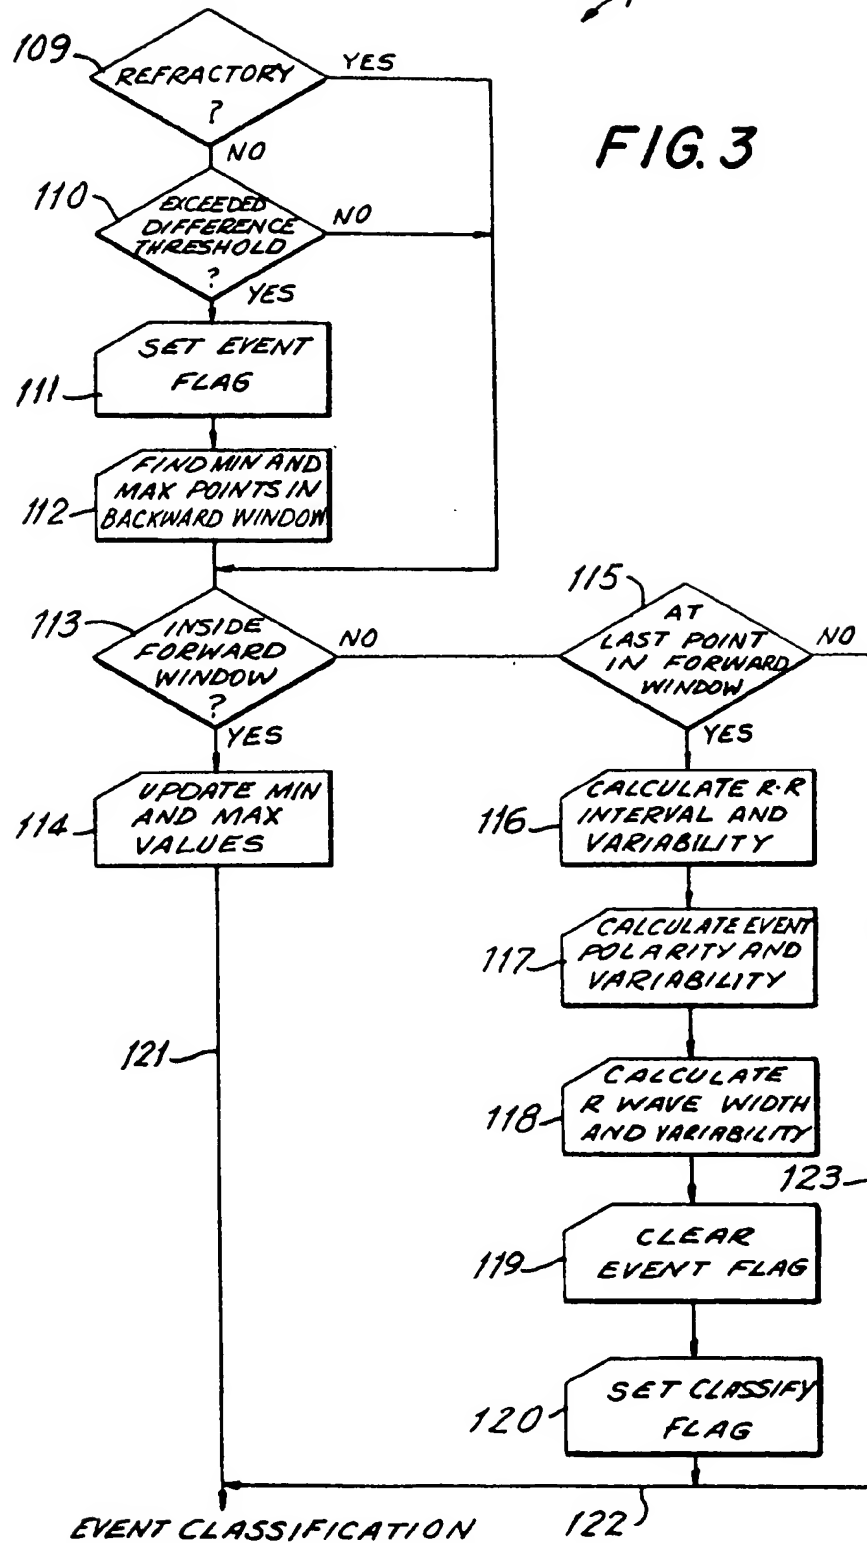 FIG. 3
109
REFRACTORY
?
YES
NO
110
EXCEEDED
DIFFERENCE
THRESHOLD
?
NO
YES
111
SET EVENT
FLAG
112
FIND MIN AND
MAX POINTS IN
BACKWARD WINDOW
113
INSIDE
FORWARD
WINDOW
?
NO
YES
114
UPDATE MIN
AND MAX
VALUES
115
AT
LAST POINT
IN FORWARD
WINDOW
NO
YES
116
CALCULATE R-R
INTERVAL AND
VARIABILITY
117
CALCULATE EVENT
POLARITY AND
VARIABILITY
118
CALCULATE
R WAVE WIDTH
AND VARIABILITY
119
CLEAR
EVENT FLAG
120
SET CLASSIFY
FLAG
121
123
122
EVENT CLASSIFICATION